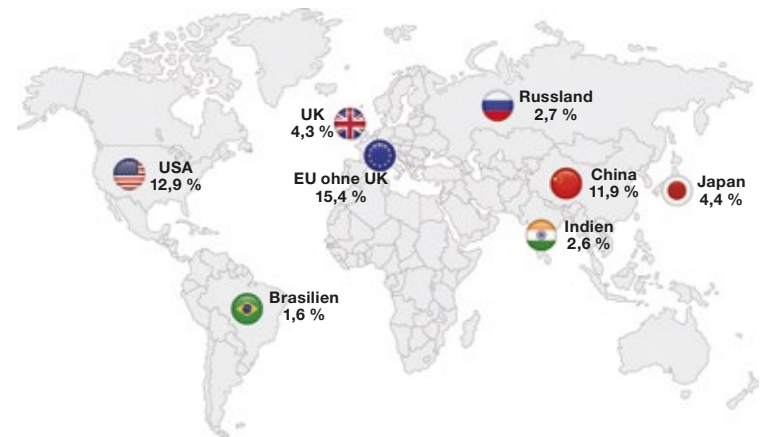 Russland
2,7 %
UK
4,3 %
USA
12,9 %
EU ohne UK
15,4 %
China
11,9 %
Japan
4,4 %
Indien
2,6 %
Brasilien
1,6 %